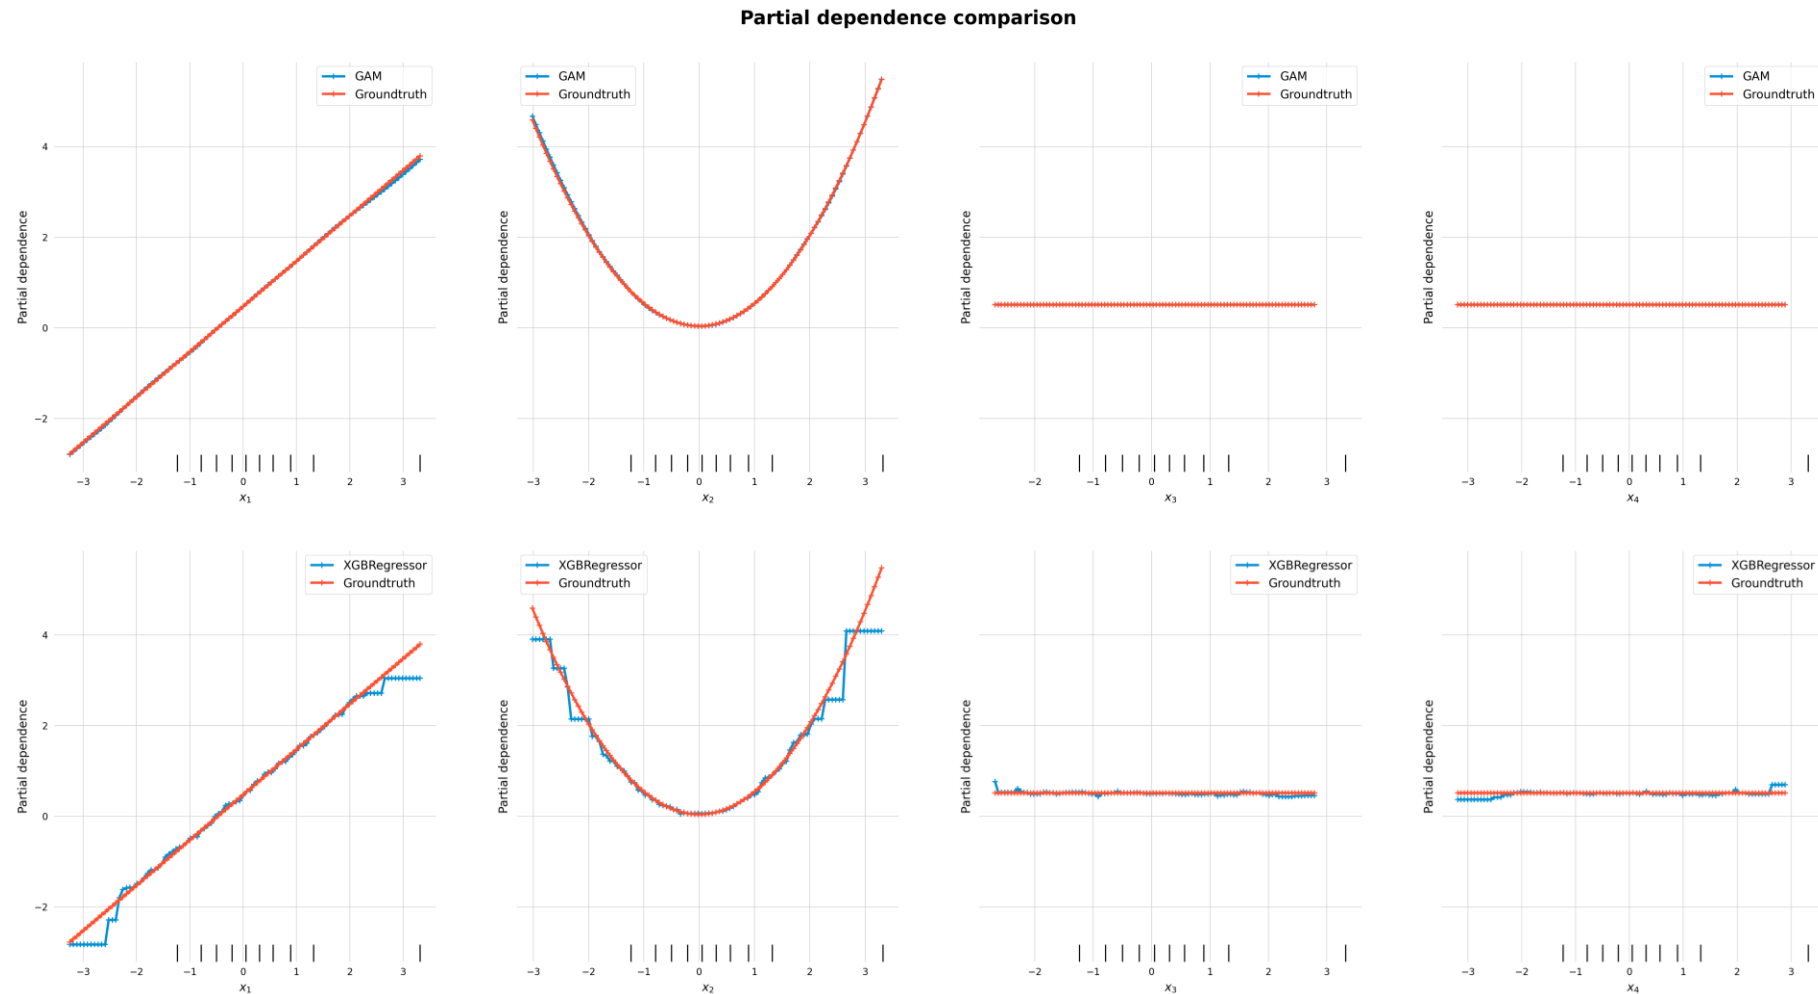 Partial dependence comparison
GAM
Groundtruth
Partial dependence
4
2
0
−2
−3 −2 −1 0 1 2 3
x₁
GAM
Groundtruth
Partial dependence
−3 −2 −1 0 1 2 3
x₂
GAM
Groundtruth
Partial dependence
−2 −1 0 1 2 3
x₃
GAM
Groundtruth
Partial dependence
−3 −2 −1 0 1 2 3
x₄
XGBRegressor
Groundtruth
Partial dependence
4
2
0
−2
−3 −2 −1 0 1 2 3
x₁
XGBRegressor
Groundtruth
Partial dependence
−3 −2 −1 0 1 2 3
x₂
XGBRegressor
Groundtruth
Partial dependence
−2 −1 0 1 2 3
x₃
XGBRegressor
Groundtruth
Partial dependence
−3 −2 −1 0 1 2 3
x₄